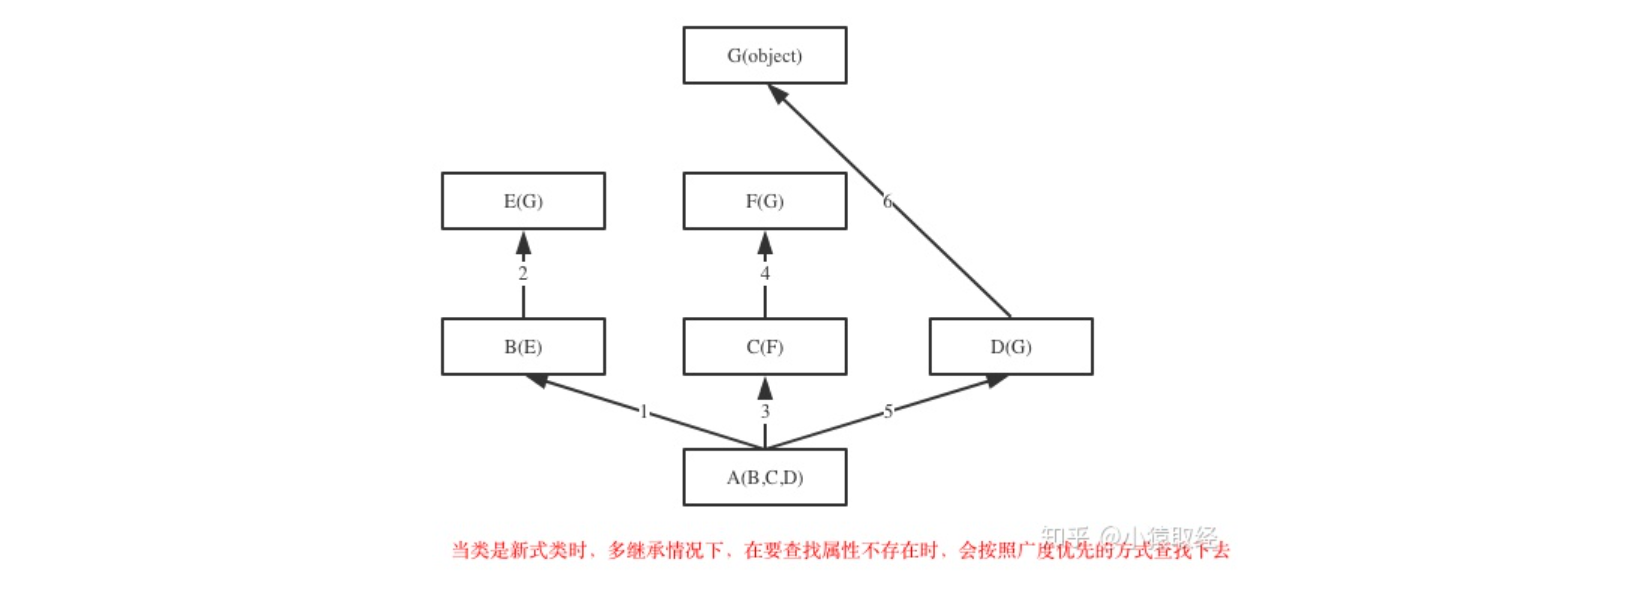 G(object)
E(G)
F(G)
6
2
4
B(E)
C(F)
D(G)
1
3
5
A(B,C,D)
知乎 @小猿取经
当类是新式类时，多继承情况下，在要查找属性不存在时，会按照广度优先的方式查找下去